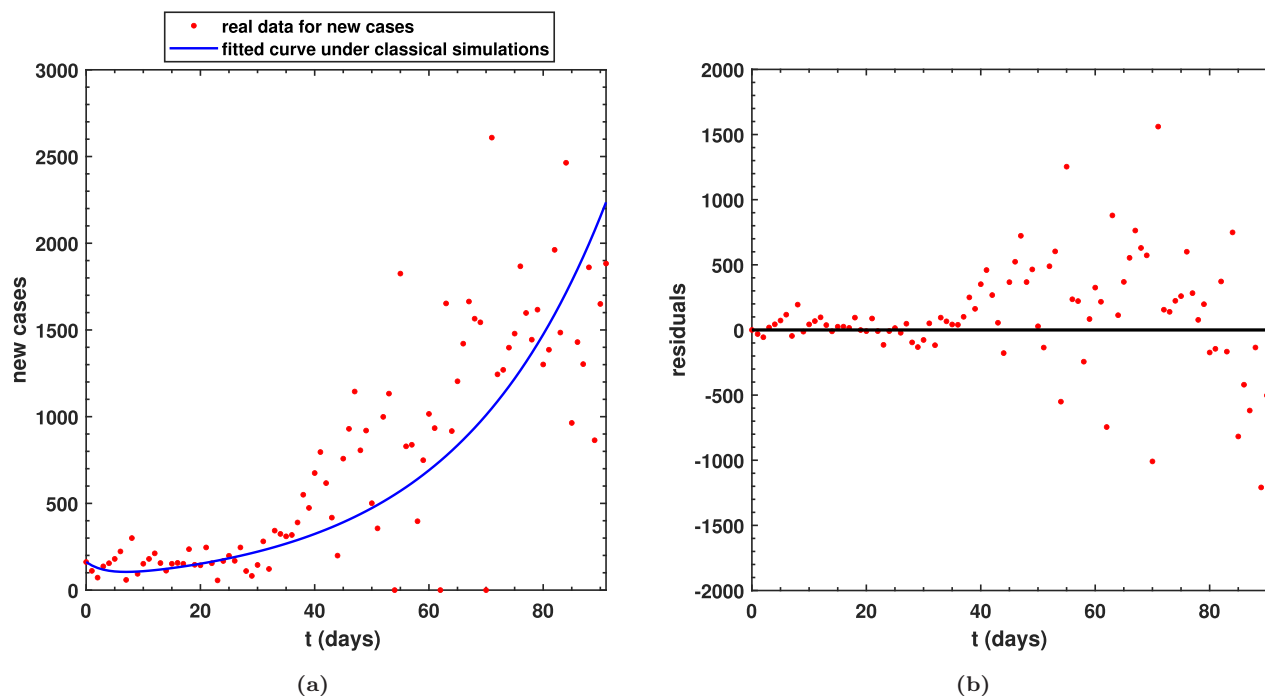 real data for new cases
fitted curve under classical simulations
3000
2500
2000
1500
1000
500
0
new cases
0 20 40 60 80
t (days)
(a)
2000
1500
1000
500
0
-500
-1000
-1500
-2000
residuals
0 20 40 60 80
t (days)
(b)